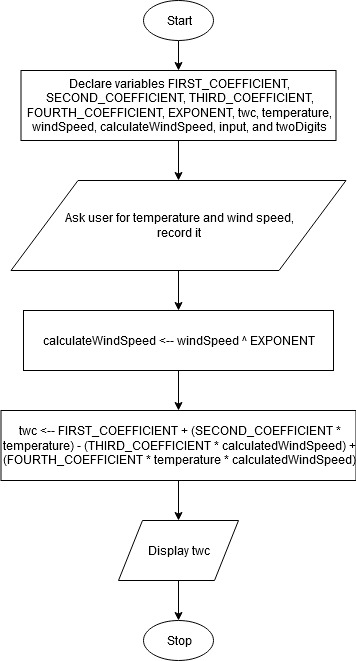 Start
Declare variables FIRST_COEFFICIENT,
SECOND_COEFFICIENT, THIRD_COEFFICIENT,
FOURTH_COEFFICIENT, EXPONENT, twc, temperature,
windSpeed, calculateWindSpeed, input, and twoDigits
Ask user for temperature and wind speed,
record it
calculateWindSpeed <-- windSpeed ^ EXPONENT
twc <-- FIRST_COEFFICIENT + (SECOND_COEFFICIENT *
temperature) - (THIRD_COEFFICIENT * calculatedWindSpeed) +
(FOURTH_COEFFICIENT * temperature * calculatedWindSpeed)
Display twc
Stop